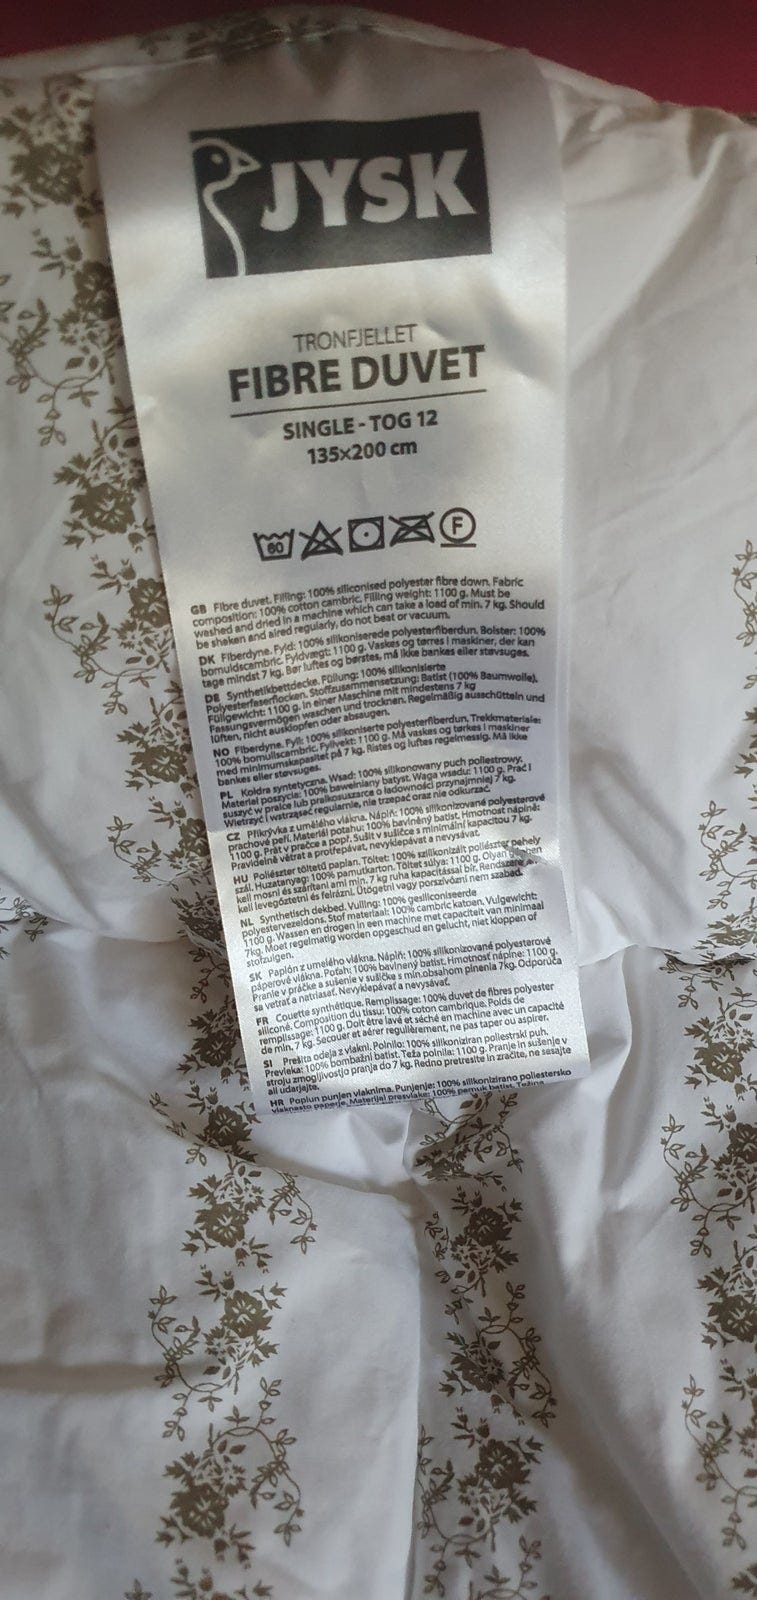 JYSK
TRONFJELLET
FIBRE DUVET
SINGLE - TOG 12
135x200 cm
60
F
GB Fibre duvet. Filling: 100% siliconised polyester fibre down. Fabric
composition: 100% cotton cambric. Filling weight: 1100 g. Must be
washed and dried in a machine which can take a load of min. 7 kg. Should
be shaken and aired regularly, do not beat or vacuum.
DK Fiberdyne. Fyld: 100% silikoniserede polyesterfiberdun. Bolster: 100%
bomuldscambric. Fyldvægt: 1100 g. Vaskes og tørres i maskiner, der kan
tage mindst 7 kg. Bør luftes og børstes, må ikke bankes eller støvsuges.
DE Synthetikbettdecke. Füllung: 100% silikonisierte
Polyesterfaserflocken. Stoffzusammensetzung: Batist (100% Baumwolle).
Füllgewicht: 1100 g. In einer Maschine mit mindestens 7 kg
Fassungsvermögen waschen und trocknen. Regelmäßig ausschütteln und
lüften, nicht ausklopfen oder absaugen.
NO Fiberdyne. Fyll: 100% silikoniserte polyesterfiberdun. Trekkmateriale:
100% bomullscambric. Fyllvekt: 1100 g. Må vaskes og tørkes i maskiner
med minimumskapasitet på 7 kg. Ristes og luftes regelmessig. Må ikke
bankes eller støvsuges.
PL Kołdra syntetyczna. Wsad: 100% silikonowany puch poliestrowy.
Materiał poszycia: 100% bawełniany batyst. Waga wsadu: 1100 g. Prać i
suszyć w pralce lub pralkosuszarce o ładowności przynajmniej 7 kg.
Wietrzyć i wstrząsać regularnie, nie trzepać oraz nie odkurzać.
CZ Přikrývka z umělého vlákna. Náplň: 100% silikonizované polyesterové
prachové peří. Materiál potahu: 100% bavlněný batist. Hmotnost náplně:
1100 g. Prát v pračce a popř. Sušit v sušičce s minimální kapacitou 7 kg.
Pravidelně větrat a protřepávat, nevyklepávat a nevysávat.
HU Poliészter töltetű paplan. Töltet: 100% szilikonizált poliészter pehely
szál. Huzatanyag: 100% pamutkarton. Töltet súlya: 1100 g. Olyan gépben
kell mosni és szárítani ami min. 7 kg ruha kapacitással bír. Rendszeresen
kell levegőztetni és felrázni. Ütögetni vagy porszívózni nem szabad.
NL Synthetisch dekbed. Vulling: 100% gesiliconiseerde
polyestervezeldons. Stof materiaal: 100% cambric katoen. Vulgewicht:
1100 g. Wassen en drogen in een machine met capaciteit van minimaal
7kg. Moet regelmatig worden opgeschud en gelucht, niet kloppen of
stofzuigen.
SK Paplón z umelého vlákna. Náplň: 100% silikonizované polyesterové
páperové vlákna. Poťah: 100% bavlnený batist. Hmotnosť náplne: 1100 g.
Pranie v práčke a sušenie v sušičke s min.obsahom plnenia 7kg. Odporúča
sa vetrať a natriasať. Nevyklepávať a nevysávať.
FR Couette synthétique. Remplissage: 100% duvet de fibres polyester
siliconé. Composition du tissu: 100% coton cambrique. Poids de
remplissage: 1100 g. Doit être lavé et séché en machine avec un capacité
de min. 7 kg. Secouer et aérer regulièrement, ne pas taper ou aspirer.
SI Prešita odeja z vlakni. Polnilo: 100% silikoniziran poliestrski puh.
Prevleka: 100% bombažni batist. Teža polnila: 1100 g. Pranje in sušenje v
stroju zmogljivostjo pranja do 7 kg. Redno pretresite in zračite, ne sesajte
ali udarjajte.
HR Poplun punjen vlaknima. Punjenje: 100% silikonizirano poliestersko
vlaknasto paperje. Materijal presvlake: 100% pamuk batist. Težina